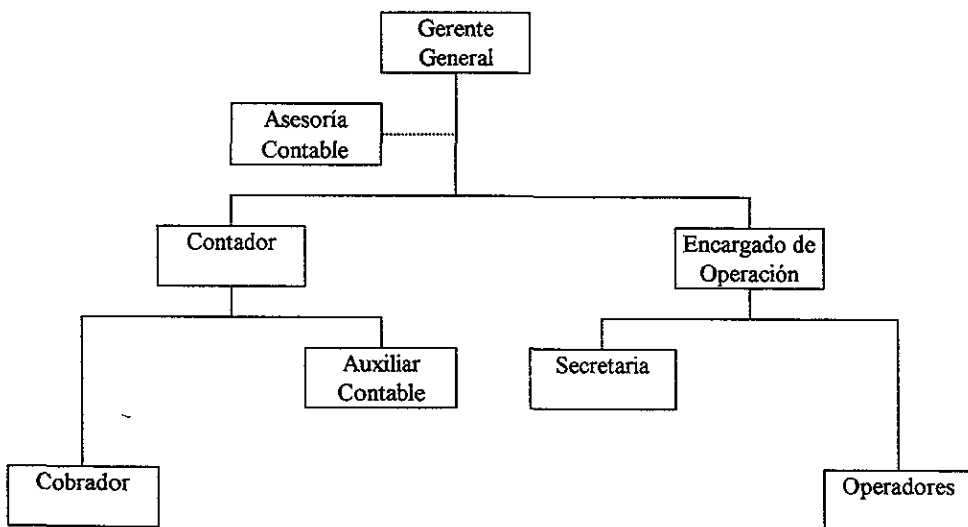 Gerente
General
Asesoría
Contable
Contador
Encargado de
Operación
Auxiliar
Contable
Secretaria
Cobrador
Operadores